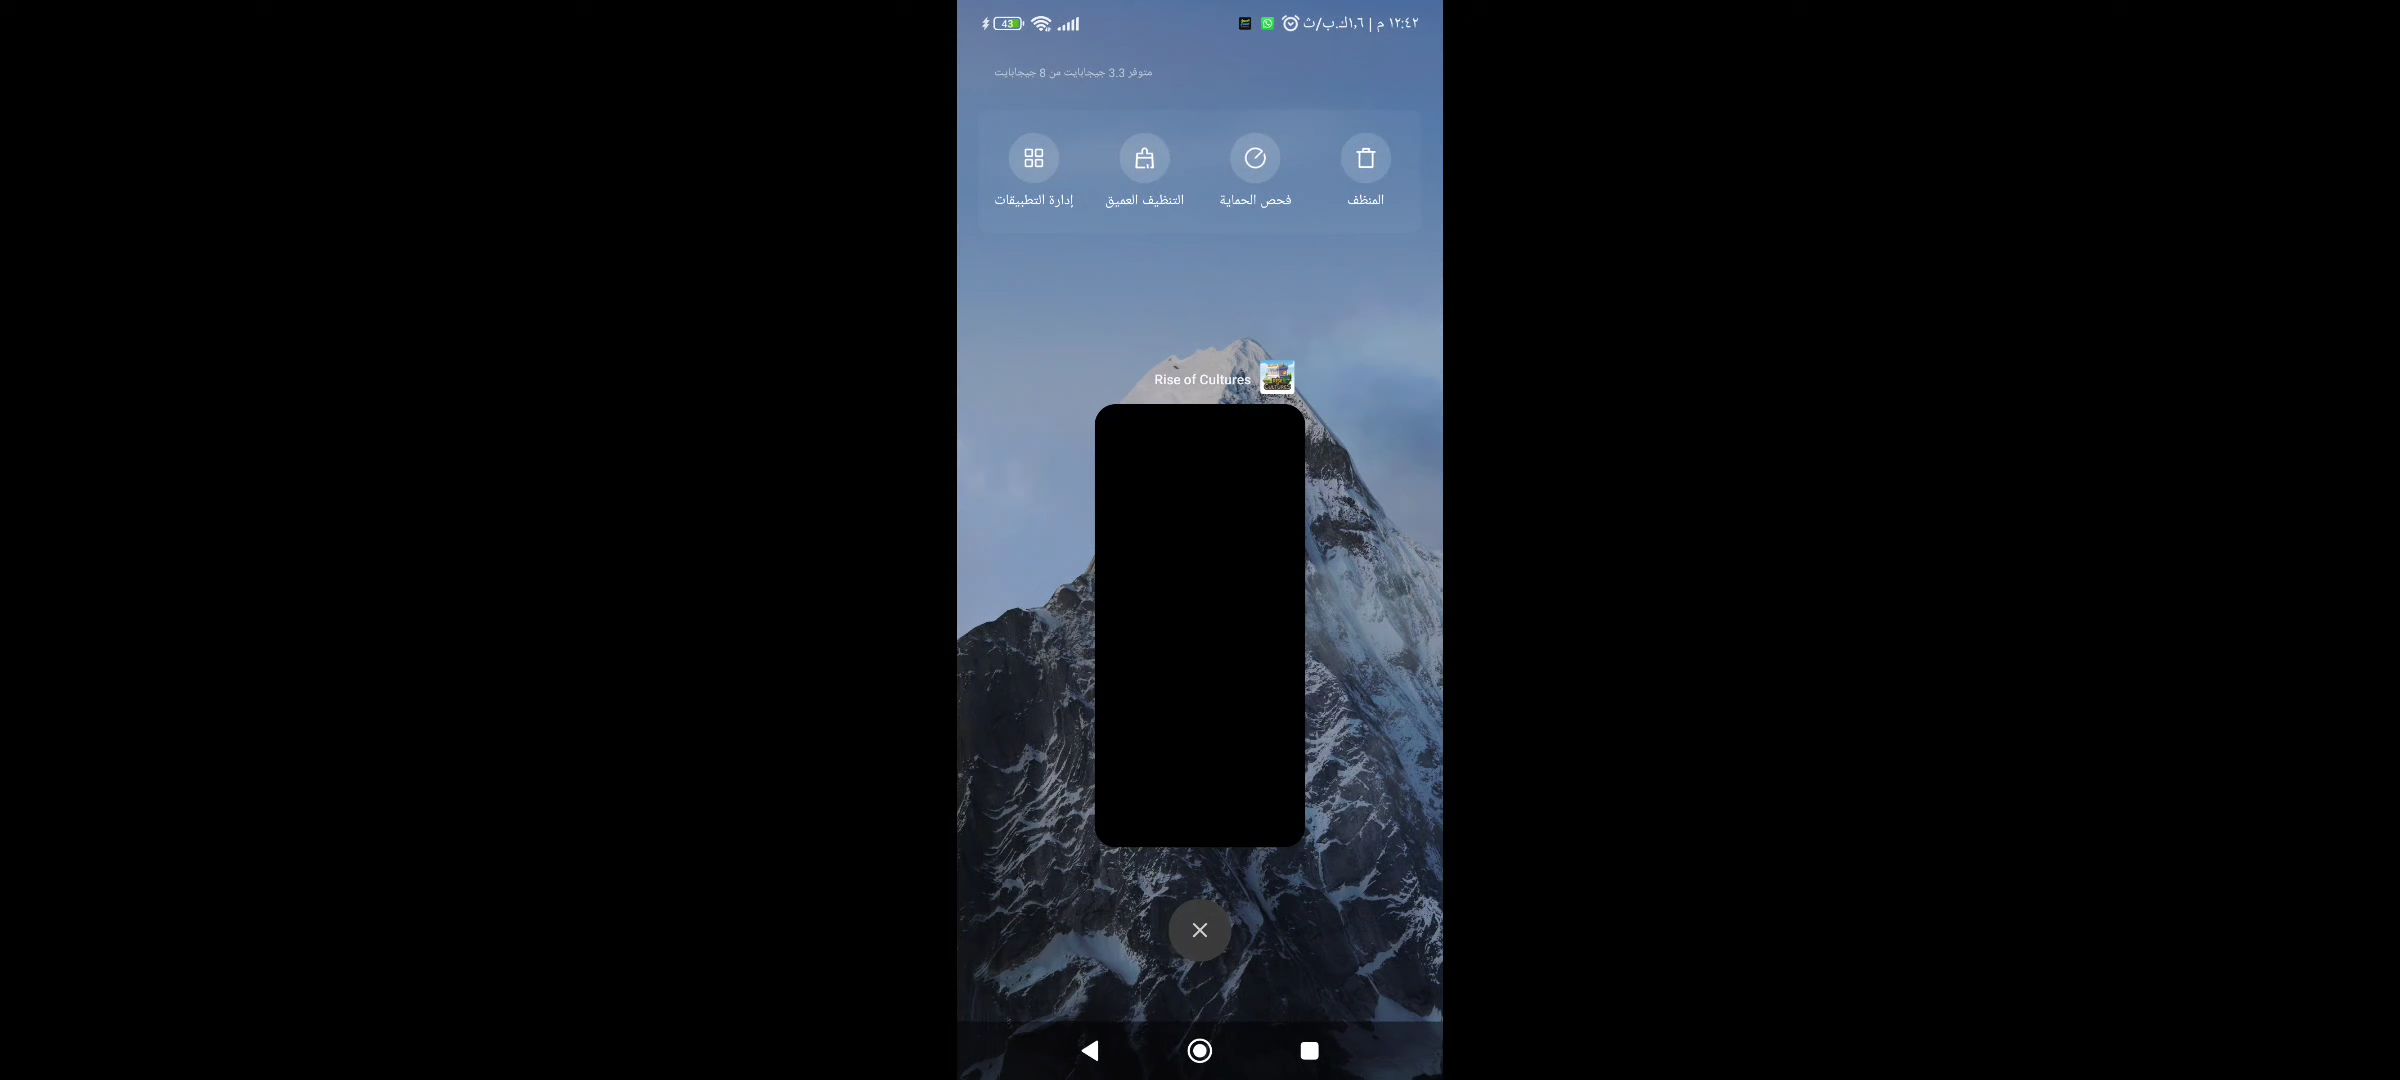 ١٢:٤٢ م | ١,٦ك.ب/ث
43
متوفر 3.3 جيجابايت من 8 جيجابايت
المنظف
فحص الحماية
التنظيف العميق
إدارة التطبيقات
Rise of Cultures